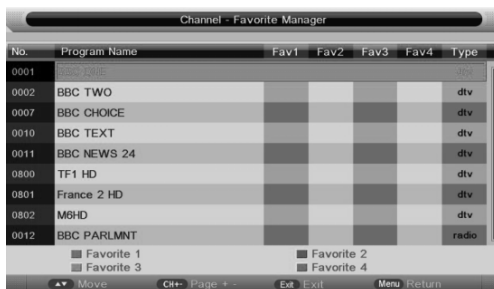 Channel - Favorite Manager
No. Program Name Fav1 Fav2 Fav3 Fav4 Type
0001 BBC ONE dtv
0002 BBC TWO dtv
0007 BBC CHOICE dtv
0010 BBC TEXT dtv
0011 BBC NEWS 24 dtv
0800 TF1 HD dtv
0801 France 2 HD dtv
0802 M6HD dtv
0012 BBC PARLMNT radio
Favorite 1 Favorite 2
Favorite 3 Favorite 4
▲▼ Move CH+- Page + - Exit Exit Menu Return